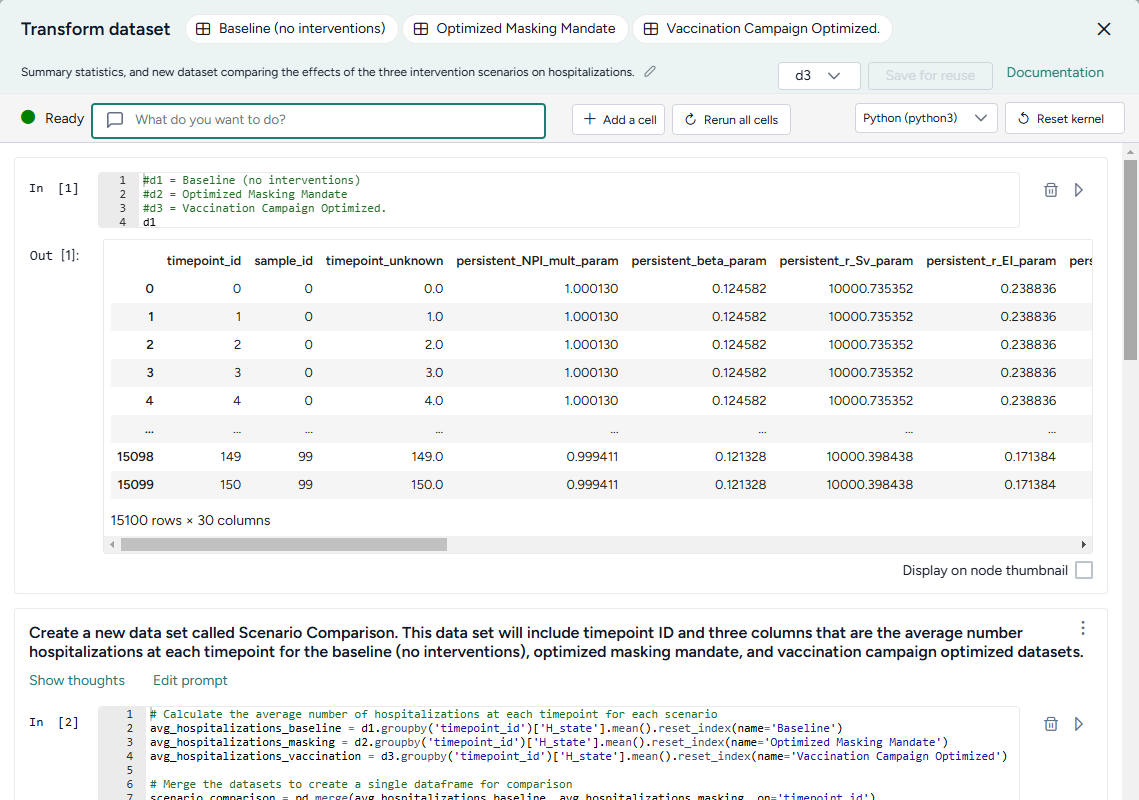 Transform dataset
Baseline (no interventions)
Optimized Masking Mandate
Vaccination Campaign Optimized.
Summary statistics, and new dataset comparing the effects of the three intervention scenarios on hospitalizations.
d3
Save for reuse
Documentation
Ready
What do you want to do?
Add a cell
Rerun all cells
Python (python3)
Reset kernel
In [1]
1 #d1 = Baseline (no interventions)
2 #d2 = Optimized Masking Mandate
3 #d3 = Vaccination Campaign Optimized.
4 d1
Out [1]:
timepoint_id sample_id timepoint_unknown persistent_NPI_mult_param persistent_beta_param persistent_r_Sv_param persistent_r_EI_param pers
0 0 0 0.0 1.000130 0.124582 10000.735352 0.238836
1 1 0 1.0 1.000130 0.124582 10000.735352 0.238836
2 2 0 2.0 1.000130 0.124582 10000.735352 0.238836
3 3 0 3.0 1.000130 0.124582 10000.735352 0.238836
4 4 0 4.0 1.000130 0.124582 10000.735352 0.238836
... ... ... ... ... ... ... ...
15098 149 99 149.0 0.999411 0.121328 10000.398438 0.171384
15099 150 99 150.0 0.999411 0.121328 10000.398438 0.171384
15100 rows × 30 columns
Display on node thumbnail
Create a new data set called Scenario Comparison. This data set will include timepoint ID and three columns that are the average number
hospitalizations at each timepoint for the baseline (no interventions), optimized masking mandate, and vaccination campaign optimized datasets.
Show thoughts Edit prompt
In [2]
1 # Calculate the average number of hospitalizations at each timepoint for each scenario
2 avg_hospitalizations_baseline = d1.groupby('timepoint_id')['H_state'].mean().reset_index(name='Baseline')
3 avg_hospitalizations_masking = d2.groupby('timepoint_id')['H_state'].mean().reset_index(name='Optimized Masking Mandate')
4 avg_hospitalizations_vaccination = d3.groupby('timepoint_id')['H_state'].mean().reset_index(name='Vaccination Campaign Optimized')
5
6 # Merge the datasets to create a single dataframe for comparison
7 scenario_comparison = pd.merge(avg_hospitalizations_baseline, avg_hospitalizations_masking, on='timepoint_id')